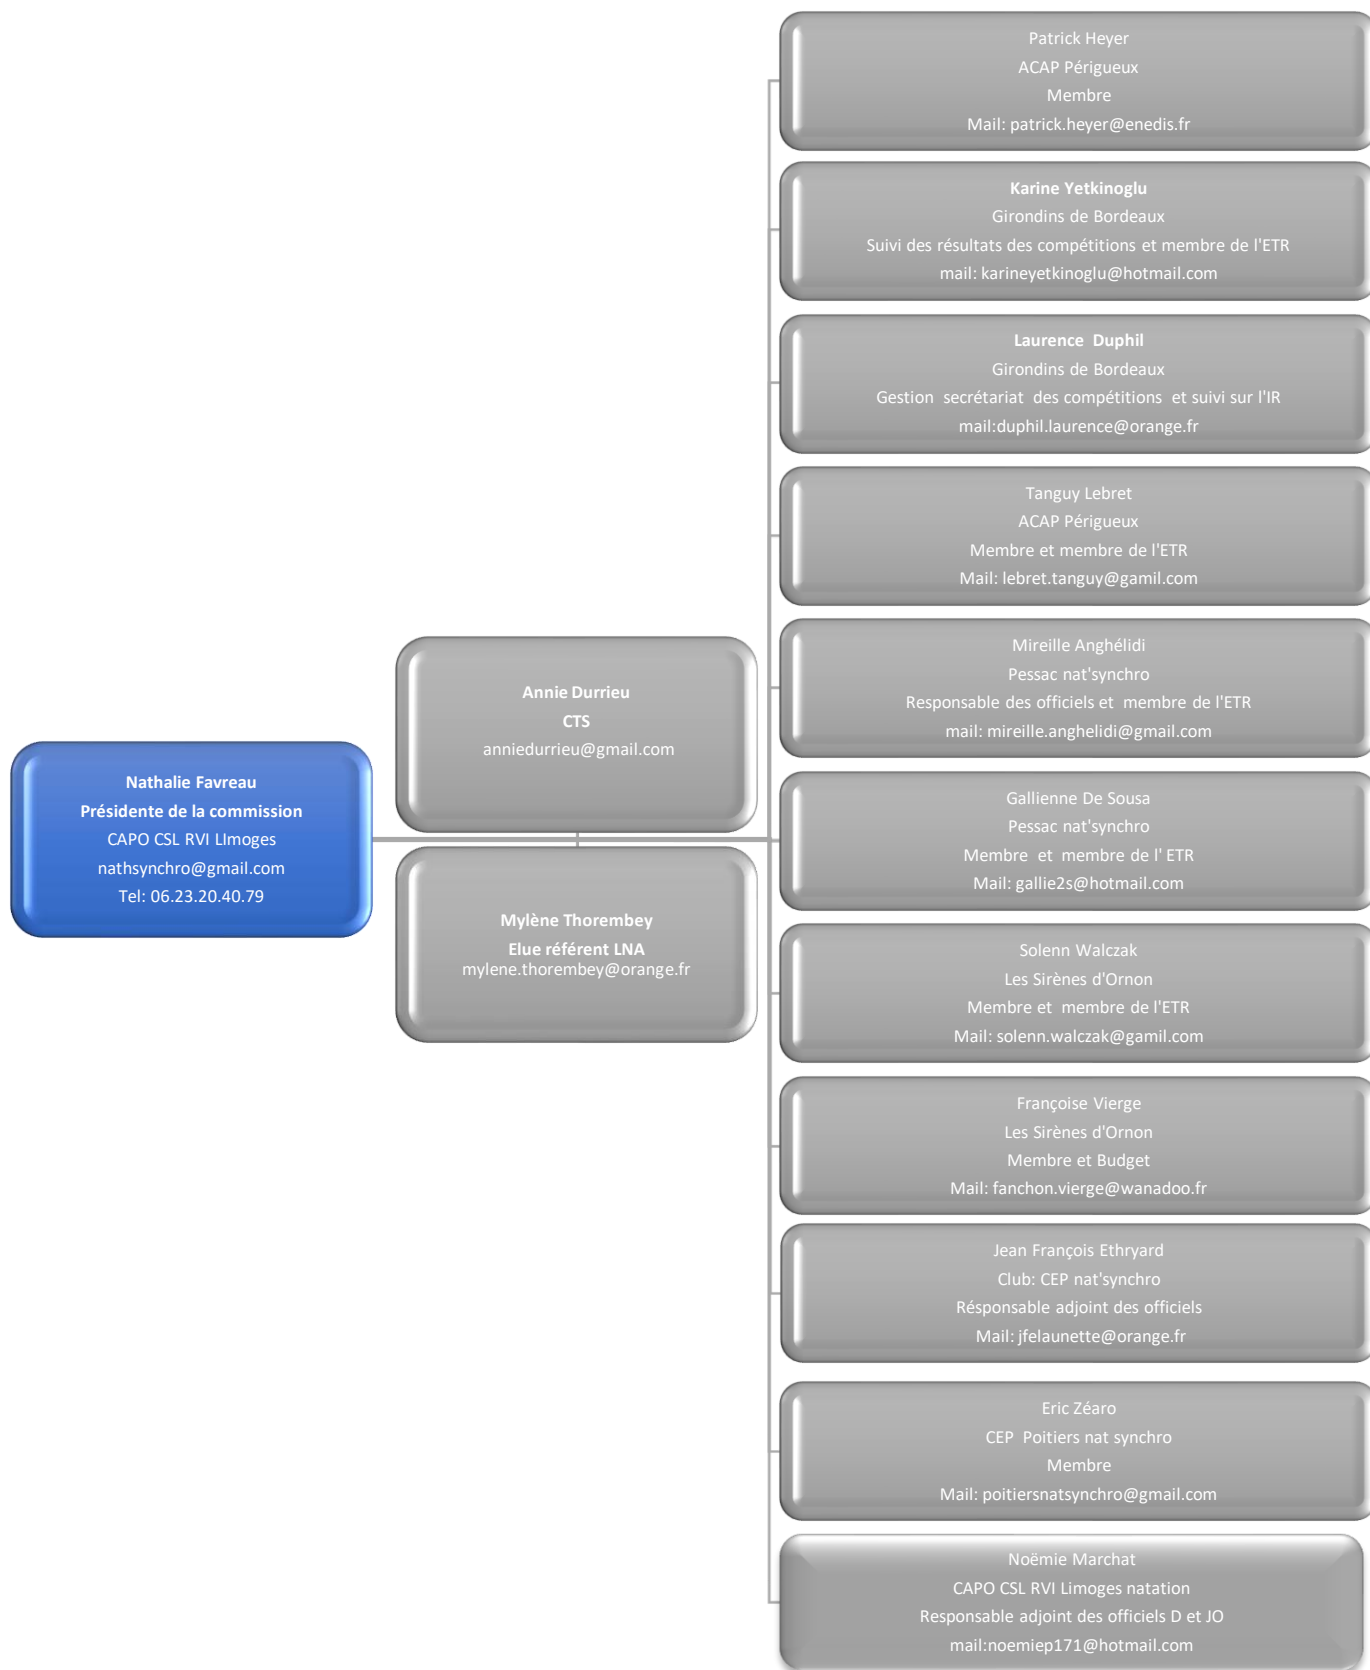 Nathalie Favreau
Présidente de la commission
CAPO CSL RVI LImoges
nathsynchro@gmail.com
Tel: 06.23.20.40.79
Annie Durrieu
CTS
anniedurrieu@gmail.com
Mylène Thorembey
Elue référent LNA
mylene.thorembey@orange.fr
Patrick Heyer
ACAP Périgueux
Membre
Mail: patrick.heyer@enedis.fr
Karine Yetkinoglu
Girondins de Bordeaux
Suivi des résultats des compétitions et membre de l'ETR
mail: karineyetkinoglu@hotmail.com
Laurence  Duphil
Girondins de Bordeaux
Gestion  secrétariat  des compétitions  et suivi sur l'IR
mail:duphil.laurence@orange.fr
Tanguy Lebret
ACAP Périgueux
Membre et membre de l'ETR
Mail: lebret.tanguy@gamil.com
Mireille Anghélidi
Pessac nat'synchro
Responsable des officiels et  membre de l'ETR
mail: mireille.anghelidi@gmail.com
Gallienne De Sousa
Pessac nat'synchro
Membre  et  membre de l' ETR
Mail: gallie2s@hotmail.com
Solenn Walczak
Les Sirènes d'Ornon
Membre et  membre de l'ETR
Mail: solenn.walczak@gamil.com
Françoise Vierge
Les Sirènes d'Ornon
Membre et Budget
Mail: fanchon.vierge@wanadoo.fr
Jean François Ethryard
Club: CEP nat'synchro
Résponsable adjoint des officiels
Mail: jfelaunette@orange.fr
Eric Zéaro
CEP  Poitiers nat synchro
Membre
Mail: poitiersnatsynchro@gmail.com
Noëmie Marchat
CAPO CSL RVI Limoges natation
Responsable adjoint des officiels D et JO
mail:noemiep171@hotmail.com